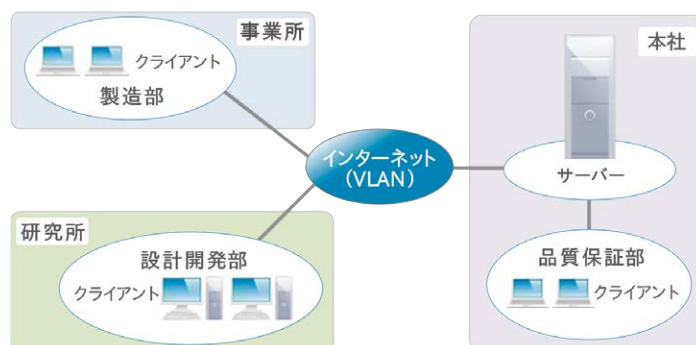 事業所
クライアント
製造部
本社
サーバー
インターネット
(VLAN)
研究所
設計開発部
クライアント
品質保証部
クライアント